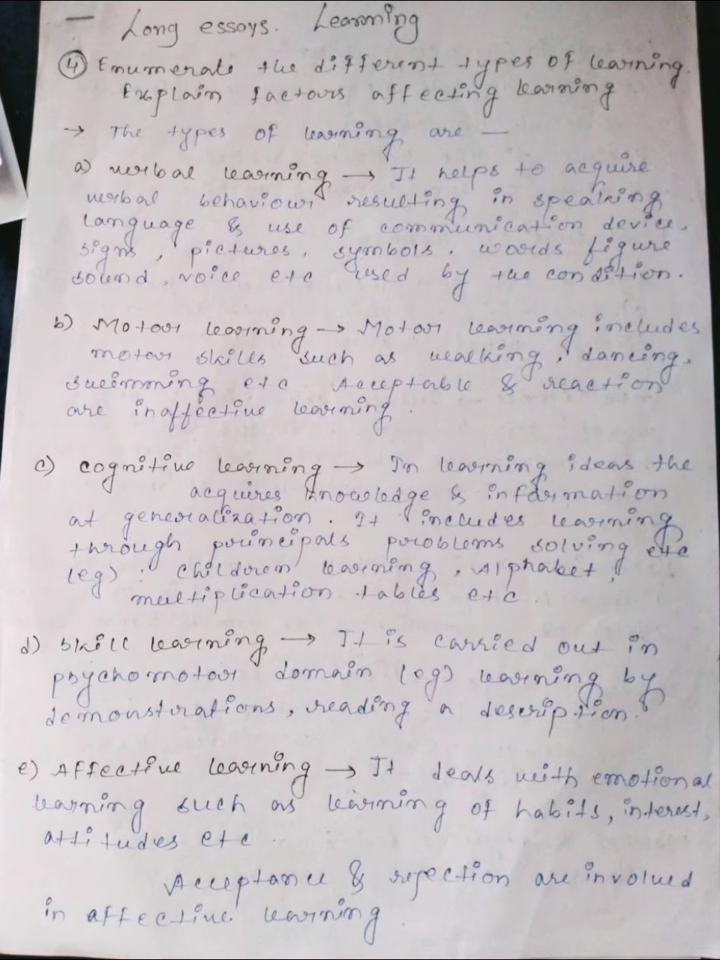 Long essays. Learning
④ Enumerate the different types of learning.
Explain factors affecting learning
→ The types of learning are —
a) verbal learning → It helps to acquire
verbal behaviour resulting in speaking
language & use of communication device.
signs, pictures, symbols. words figure
sound, voice etc used by the condition.
b) Motor learning → Motor learning includes
motor skills such as walking, dancing.
swimming etc Acceptable & reaction
are inaffective learning.
c) cognitive learning → In learning ideas the
acquires knowledge & information
at generalization. It includes learning
through principals problems solving etc
(eg) : children learning, Alphabet,
multiplication tables etc.
d) skill learning → It is carried out in
psychomotor domain (eg) learning by
demonstrations, reading a description.
e) Affective learning → It deals with emotional
learning such as learning of habits, interest,
attitudes etc
Acceptance & rejection are involued
in affective learning